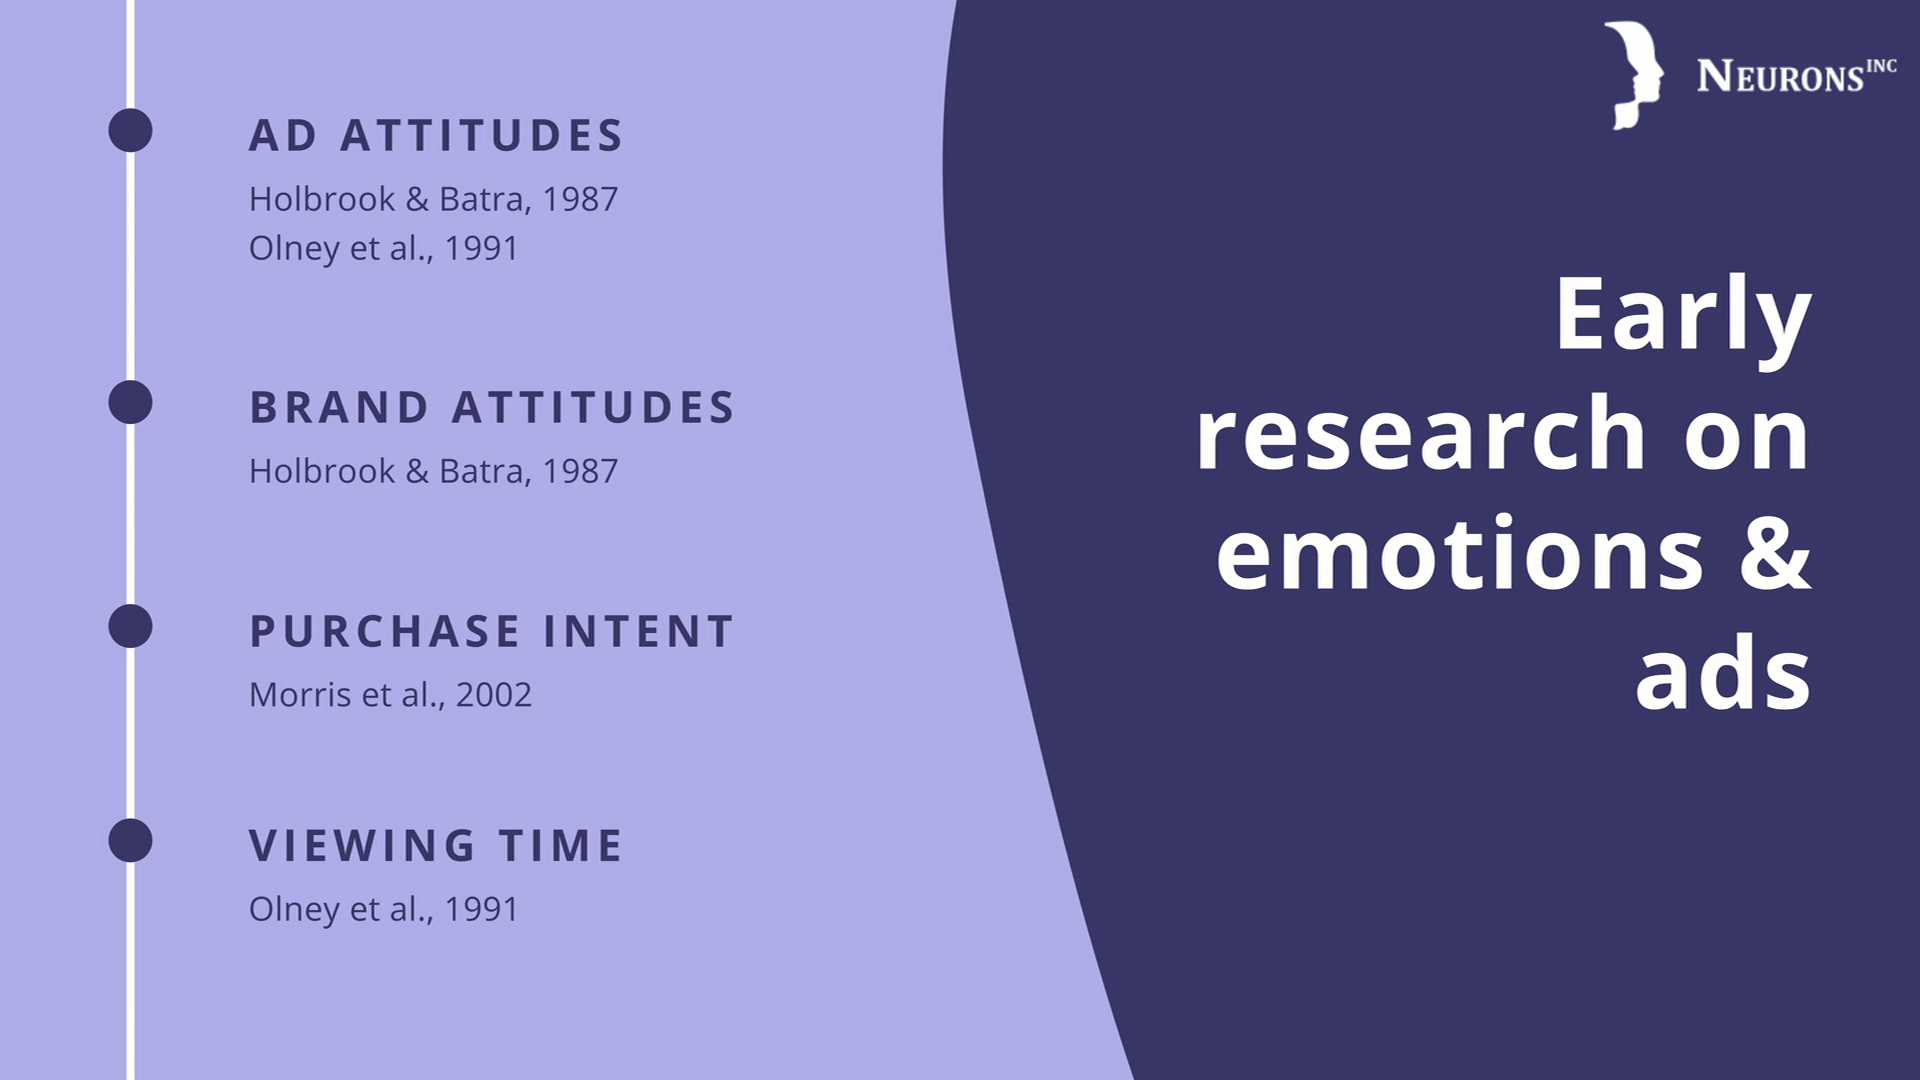 AD ATTITUDES
Holbrook & Batra, 1987
Olney et al., 1991
BRAND ATTITUDES
Holbrook & Batra, 1987
PURCHASE INTENT
Morris et al., 2002
VIEWING TIME
Olney et al., 1991
NEURONS INC
Early
research on
emotions &
ads